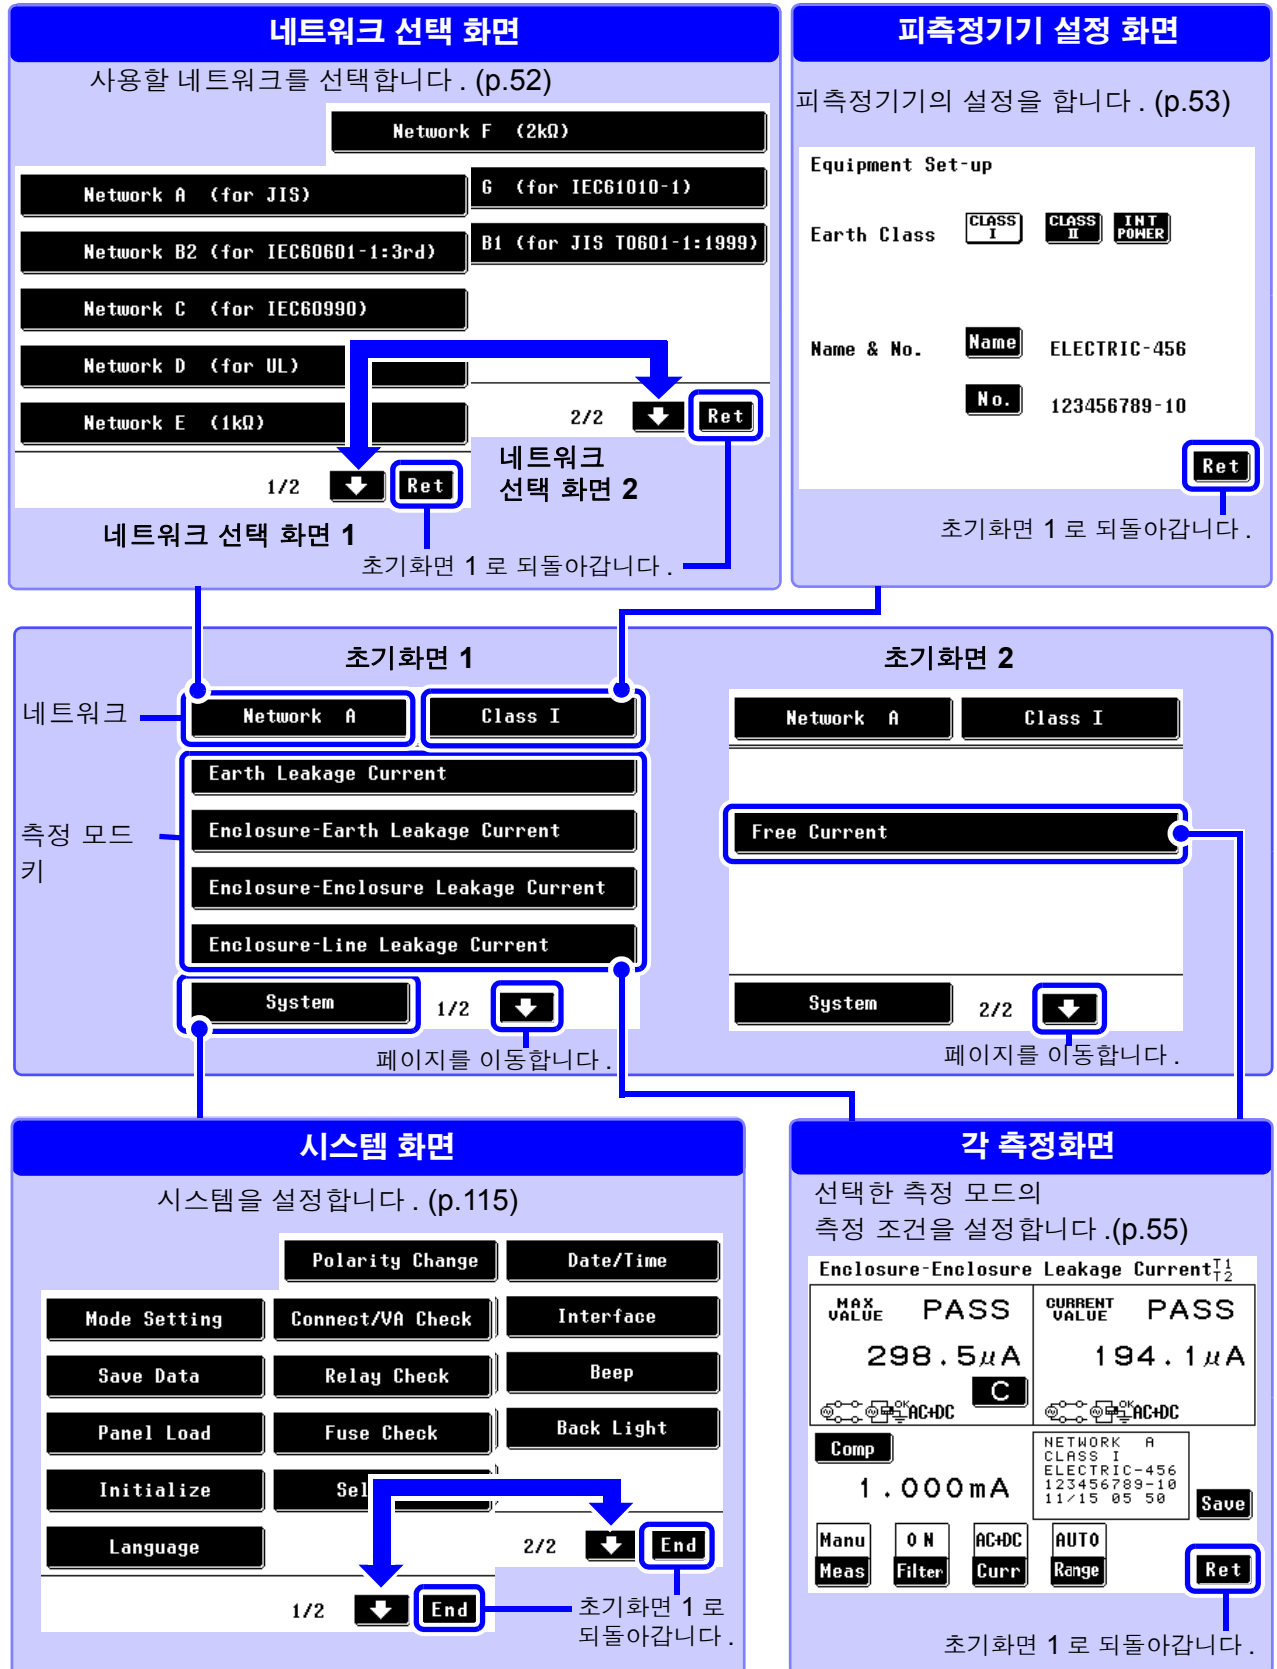 네트워크 선택 화면
사용할 네트워크를 선택합니다 . (p.52)
Network F (2kΩ)
G (for IEC61010-1)
B1 (for JIS T0601-1:1999)
Network A (for JIS)
Network B2 (for IEC60601-1:3rd)
Network C (for IEC60990)
Network D (for UL)
Network E (1kΩ)
2/2 Ret
1/2 Ret
네트워크
선택 화면 2
네트워크 선택 화면 1
초기화면 1 로 되돌아갑니다 .
피측정기기 설정 화면
피측정기기의 설정을 합니다 . (p.53)
Equipment Set-up
Earth Class CLASS I CLASS II INT POWER
Name & No. Name ELECTRIC-456
No. 123456789-10
Ret
초기화면 1 로 되돌아갑니다 .
초기화면 1
네트워크
Network A Class I
측정 모드
키
Earth Leakage Current
Enclosure-Earth Leakage Current
Enclosure-Enclosure Leakage Current
Enclosure-Line Leakage Current
System 1/2
페이지를 이동합니다 .
초기화면 2
Network A Class I
Free Current
System 2/2
페이지를 이동합니다 .
시스템 화면
시스템을 설정합니다 . (p.115)
Polarity Change Date/Time
Mode Setting Connect/VA Check Interface
Save Data Relay Check Beep
Panel Load Fuse Check Back Light
Initialize Sel
Language
2/2 End
1/2 End
초기화면 1 로
되돌아갑니다 .
각 측정화면
선택한 측정 모드의
측정 조건을 설정합니다 .(p.55)
Enclosure-Enclosure Leakage Current T1 T2
MAX VALUE PASS CURRENT VALUE PASS
298.5μA 194.1μA
C
OK AC+DC OK AC+DC
Comp
1.000mA
NETWORK A
CLASS I
ELECTRIC-456
123456789-10
11/15 05 50
Save
Manu ON AC+DC AUTO
Meas Filter Curr Range Ret
초기화면 1 로 되돌아갑니다 .